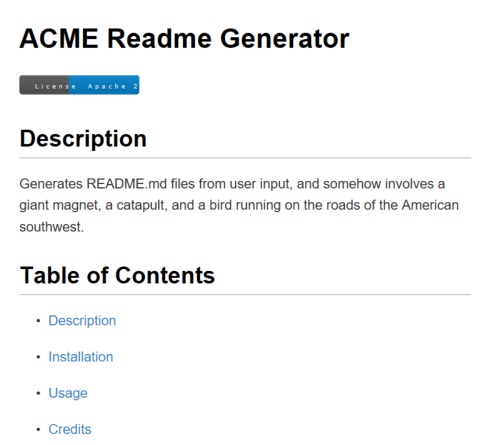 ACME Readme Generator
License Apache 2
Description
Generates README.md files from user input, and somehow involves a
giant magnet, a catapult, and a bird running on the roads of the American
southwest.
Table of Contents
• Description
• Installation
• Usage
• Credits